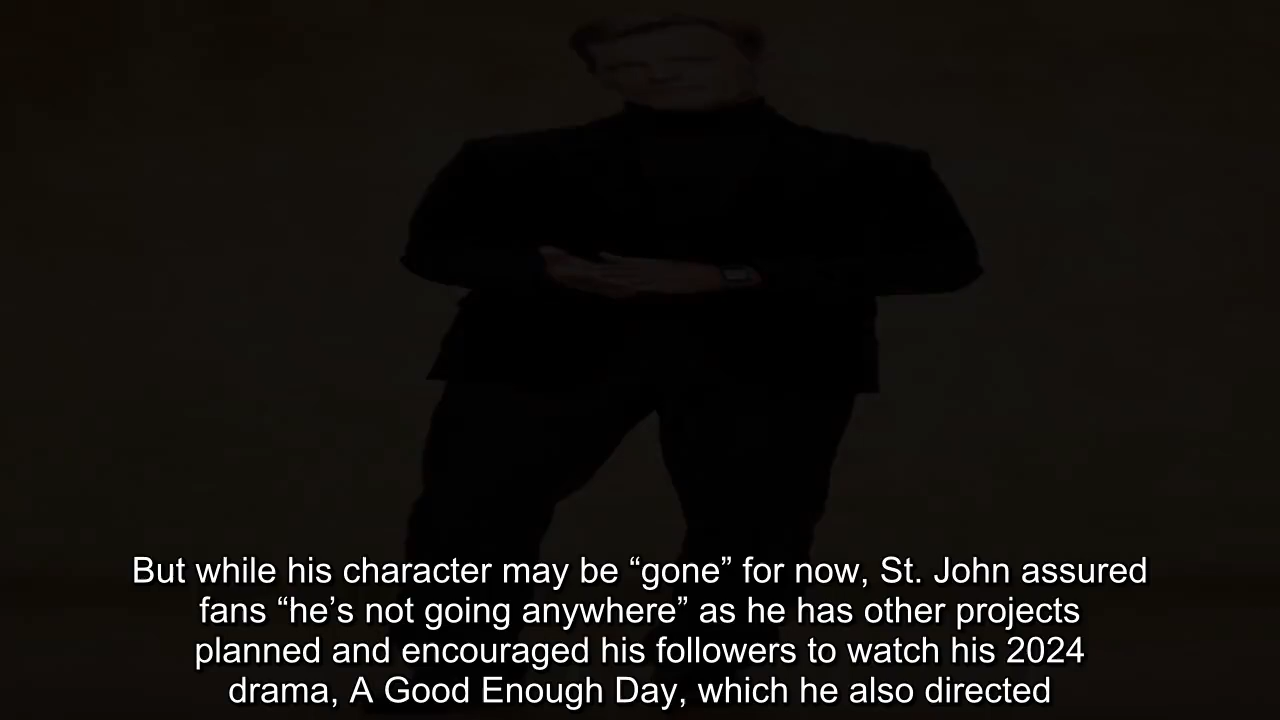 But while his character may be “gone” for now, St. John assured
fans “he’s not going anywhere” as he has other projects
planned and encouraged his followers to watch his 2024
drama, A Good Enough Day, which he also directed